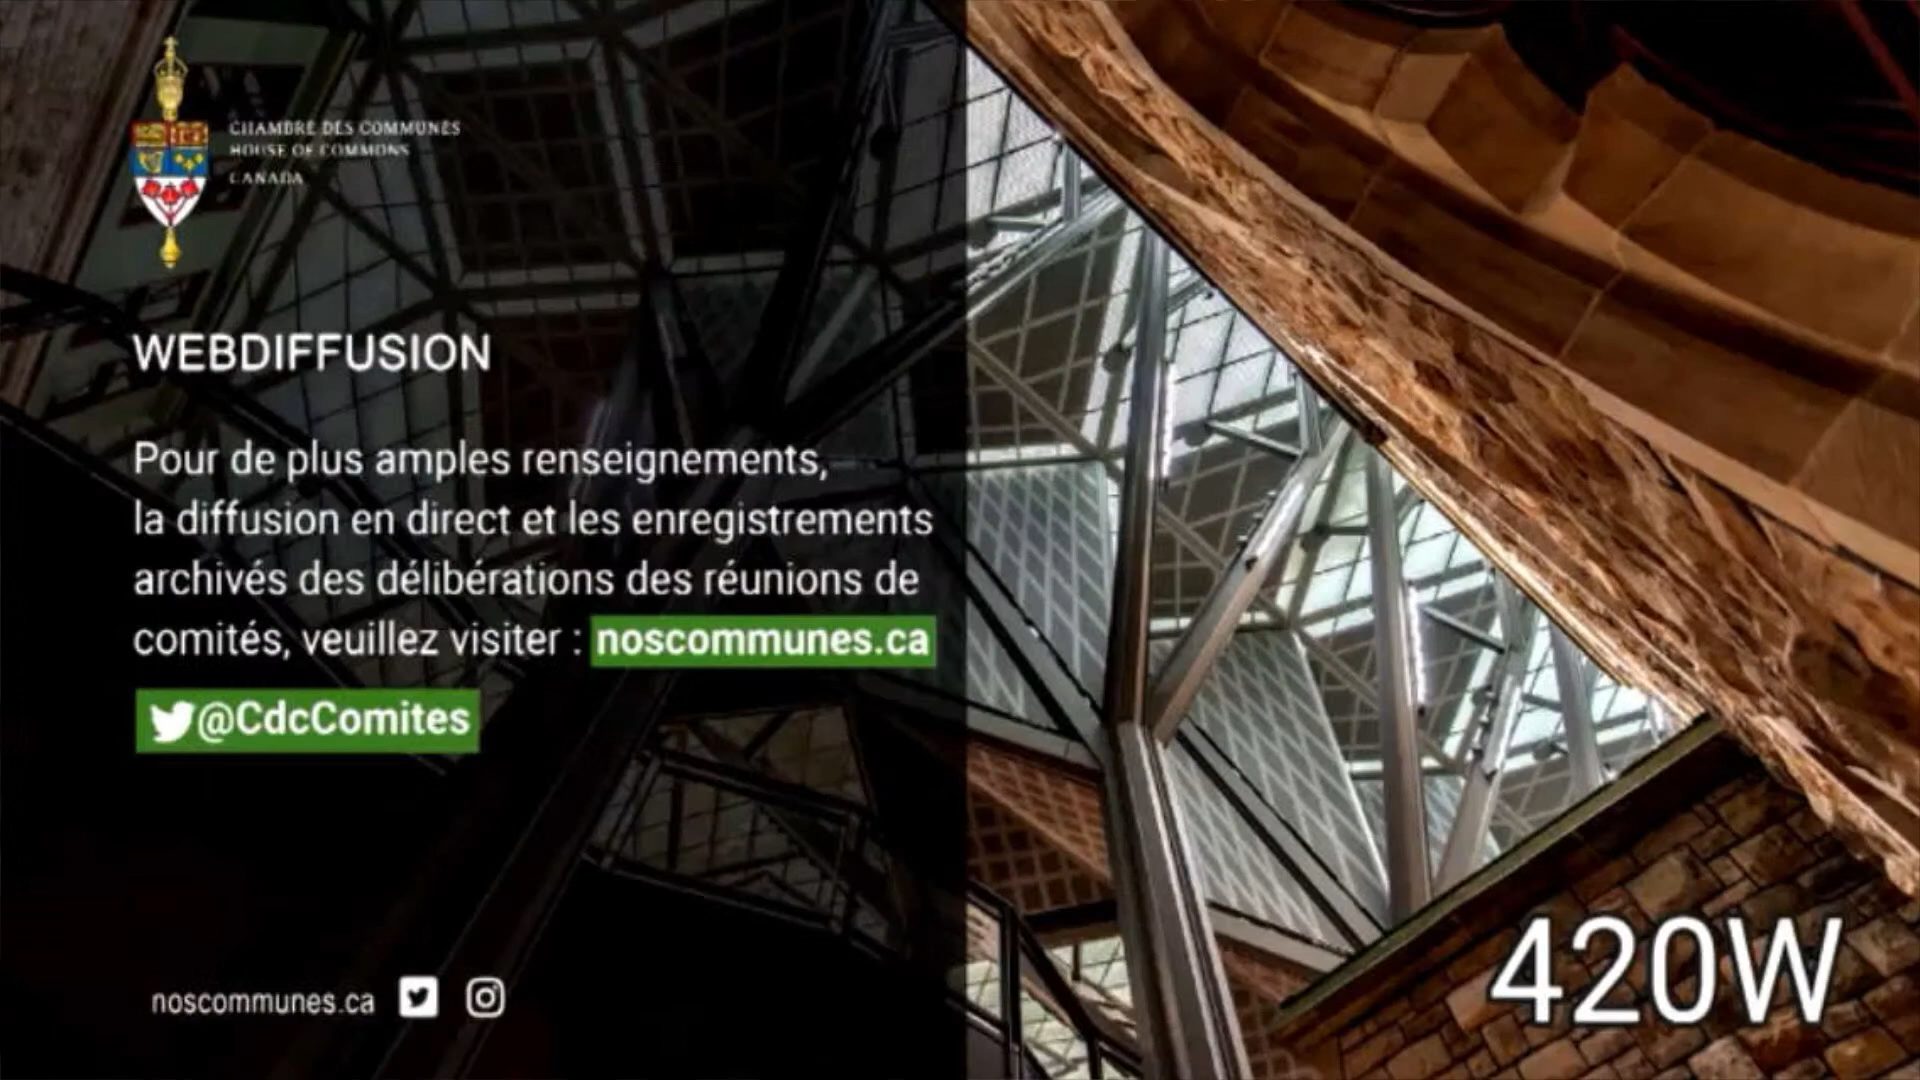 CHAMBRE DES COMMUNES
HOUSE OF COMMONS
CANADA
WEBDIFFUSION
Pour de plus amples renseignements,
la diffusion en direct et les enregistrements
archivés des délibérations des réunions de
comités, veuillez visiter : noscommunes.ca
@CdcComites
noscommunes.ca
420W